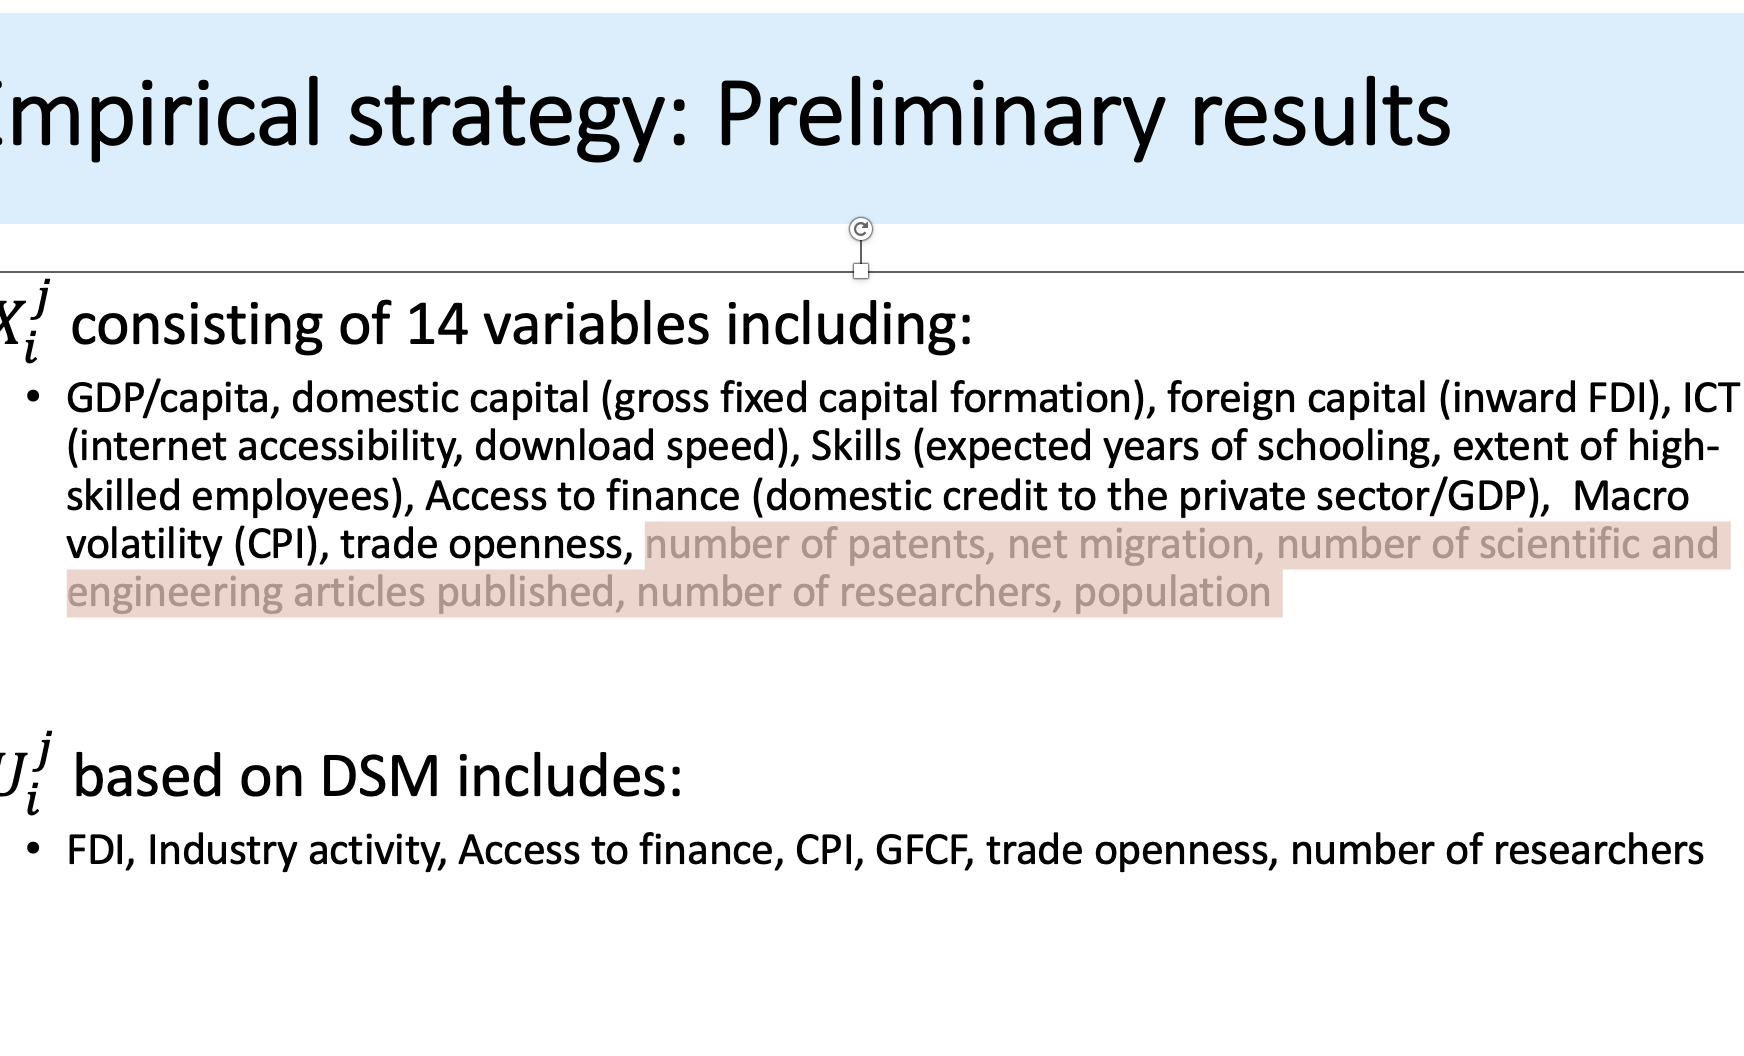 Empirical strategy: Preliminary results
X_i^j consisting of 14 variables including:
• GDP/capita, domestic capital (gross fixed capital formation), foreign capital (inward FDI), ICT
(internet accessibility, download speed), Skills (expected years of schooling, extent of high-
skilled employees), Access to finance (domestic credit to the private sector/GDP),  Macro
volatility (CPI), trade openness, number of patents, net migration, number of scientific and
engineering articles published, number of researchers, population
U_i^j based on DSM includes:
• FDI, Industry activity, Access to finance, CPI, GFCF, trade openness, number of researchers